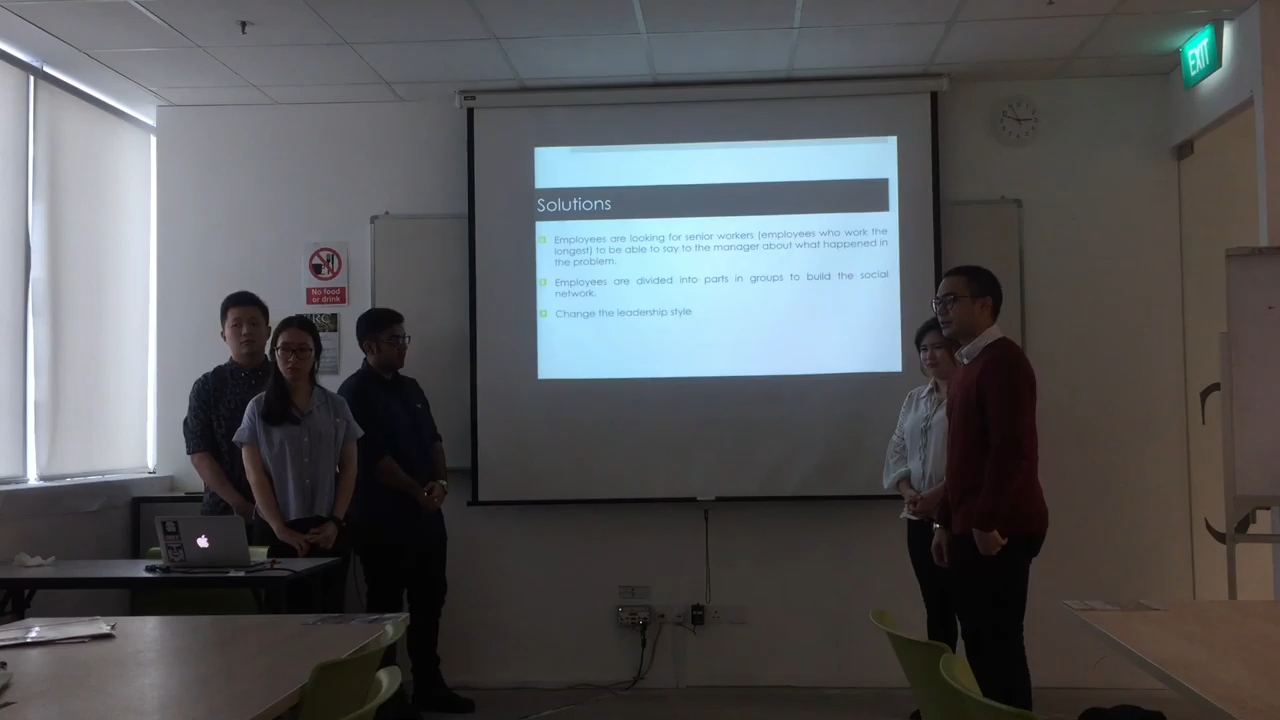 EXIT
Solutions
Employees are looking for senior workers (employees who work the
longest) to be able to say to the manager about what happened in
the problem.
Employees are divided into parts in groups to build the social
network.
Change the leadership style
No food
or drink